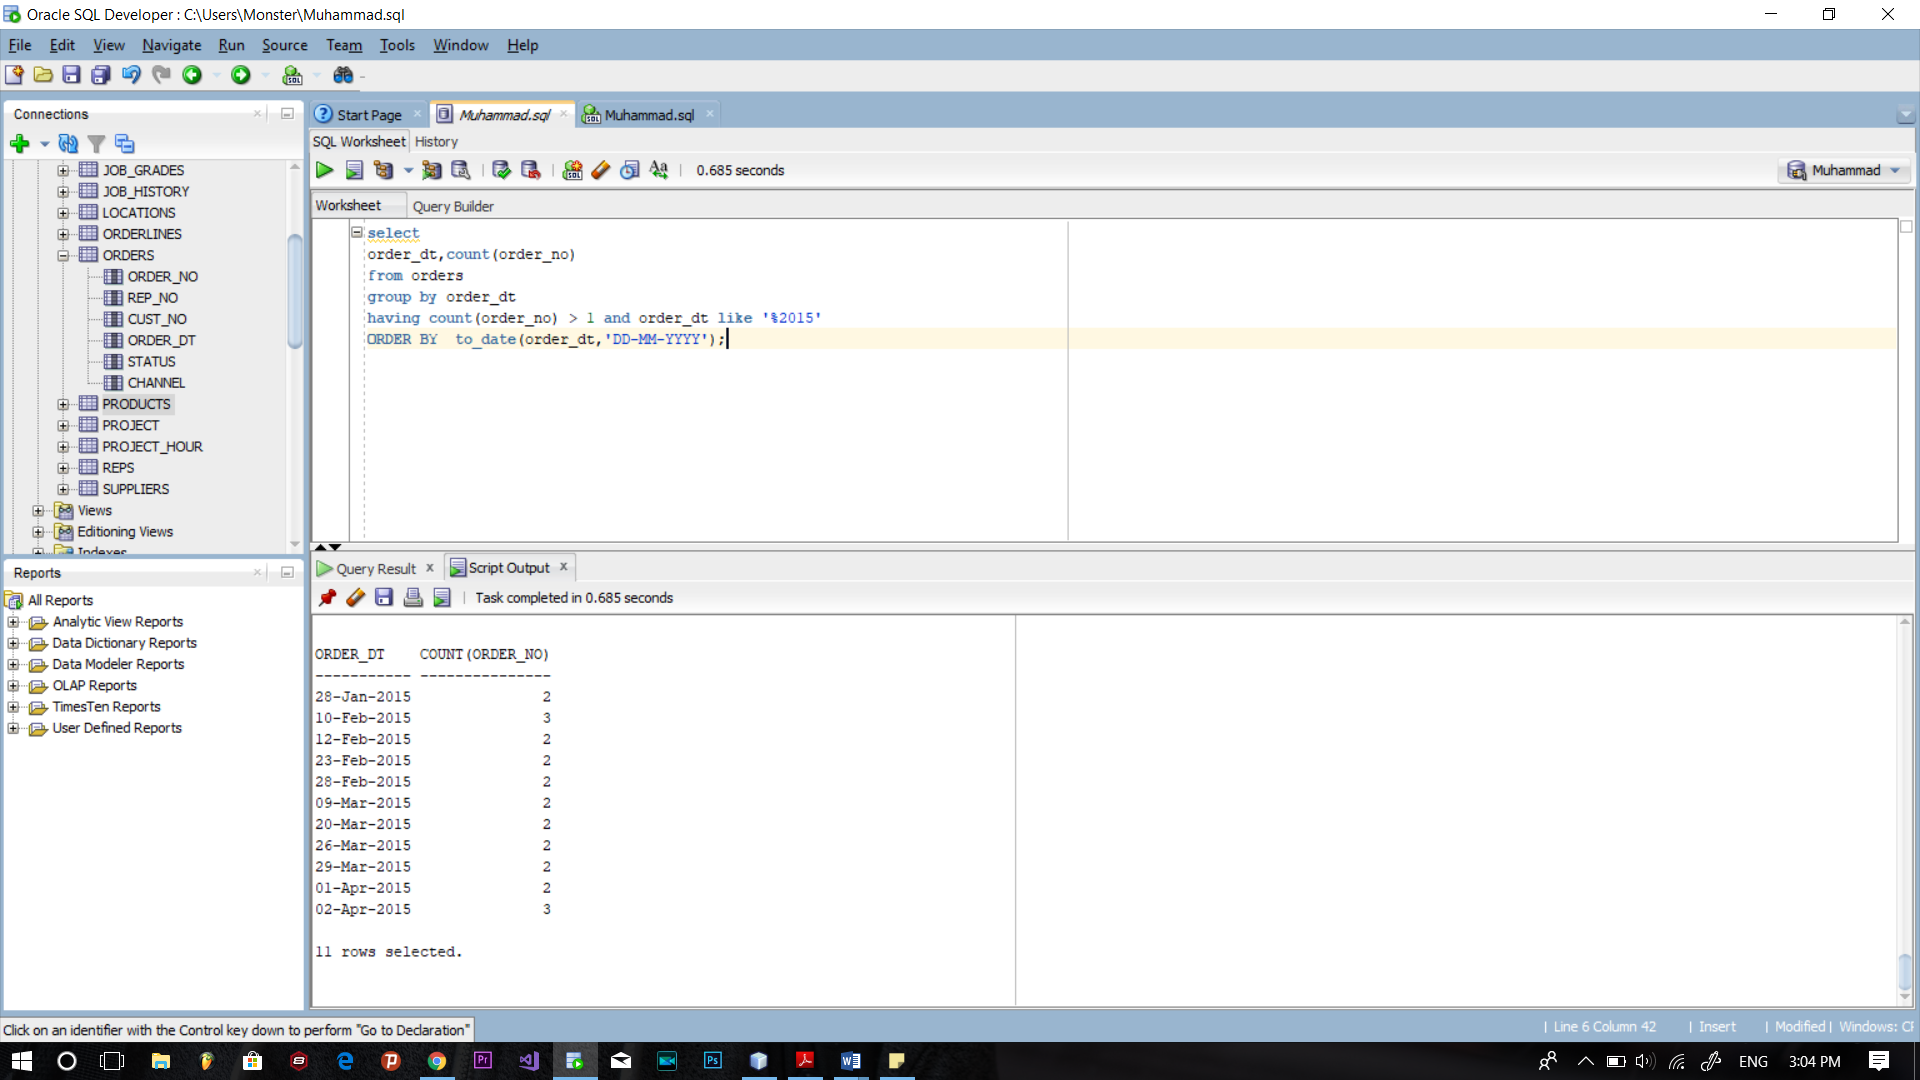 Oracle SQL Developer : C:\Users\Monster\Muhammad.sql
File Edit View Navigate Run Source Team Tools Window Help
Connections
JOB_GRADES
JOB_HISTORY
LOCATIONS
ORDERLINES
ORDERS
ORDER_NO
REP_NO
CUST_NO
ORDER_DT
STATUS
CHANNEL
PRODUCTS
PROJECT
PROJECT_HOUR
REPS
SUPPLIERS
Views
Editioning Views
Indexes
Reports
All Reports
Analytic View Reports
Data Dictionary Reports
Data Modeler Reports
OLAP Reports
TimesTen Reports
User Defined Reports
Start Page Muhammad.sql Muhammad.sql
SQL Worksheet History
0.685 seconds
Muhammad
Worksheet Query Builder
select
order_dt,count(order_no)
from orders
group by order_dt
having count(order_no) > 1 and order_dt like '%2015'
ORDER BY  to_date(order_dt,'DD-MM-YYYY');
Query Result Script Output
Task completed in 0.685 seconds
ORDER_DT    COUNT(ORDER_NO)
----------- ---------------
28-Jan-2015 2
10-Feb-2015 3
12-Feb-2015 2
23-Feb-2015 2
28-Feb-2015 2
09-Mar-2015 2
20-Mar-2015 2
26-Mar-2015 2
29-Mar-2015 2
01-Apr-2015 2
02-Apr-2015 3
11 rows selected.
Click on an identifier with the Control key down to perform "Go to Declaration"
| Line 6 Column 42 | Insert | Modified | Windows: CF
ENG 3:04 PM